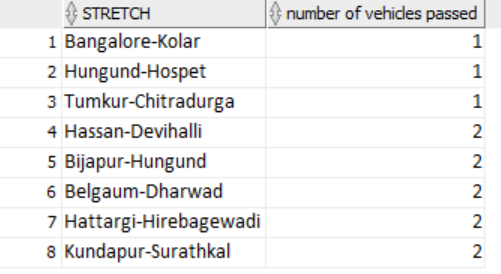 STRETCH number of vehicles passed
1 Bangalore-Kolar 1
2 Hungund-Hospet 1
3 Tumkur-Chitradurga 1
4 Hassan-Devihalli 2
5 Bijapur-Hungund 2
6 Belgaum-Dharwad 2
7 Hattargi-Hirebagewadi 2
8 Kundapur-Surathkal 2